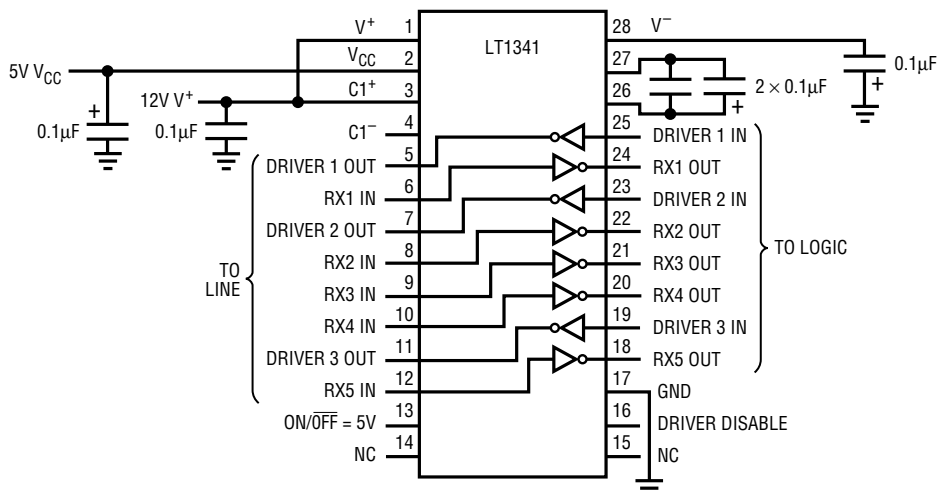 LT1341
V+ 1
5V VCC VCC 2
12V V+ C1+ 3
C1− 4
DRIVER 1 OUT 5
RX1 IN 6
DRIVER 2 OUT 7
RX2 IN 8
RX3 IN 9
RX4 IN 10
DRIVER 3 OUT 11
RX5 IN 12
ON/OFF = 5V 13
NC 14
+
0.1µF
0.1µF
TO
LINE
28 V−
27
26
25 DRIVER 1 IN
24 RX1 OUT
23 DRIVER 2 IN
22 RX2 OUT
21 RX3 OUT
20 RX4 OUT
19 DRIVER 3 IN
18 RX5 OUT
17 GND
16 DRIVER DISABLE
15 NC
2 × 0.1µF
+
0.1µF
+
TO LOGIC